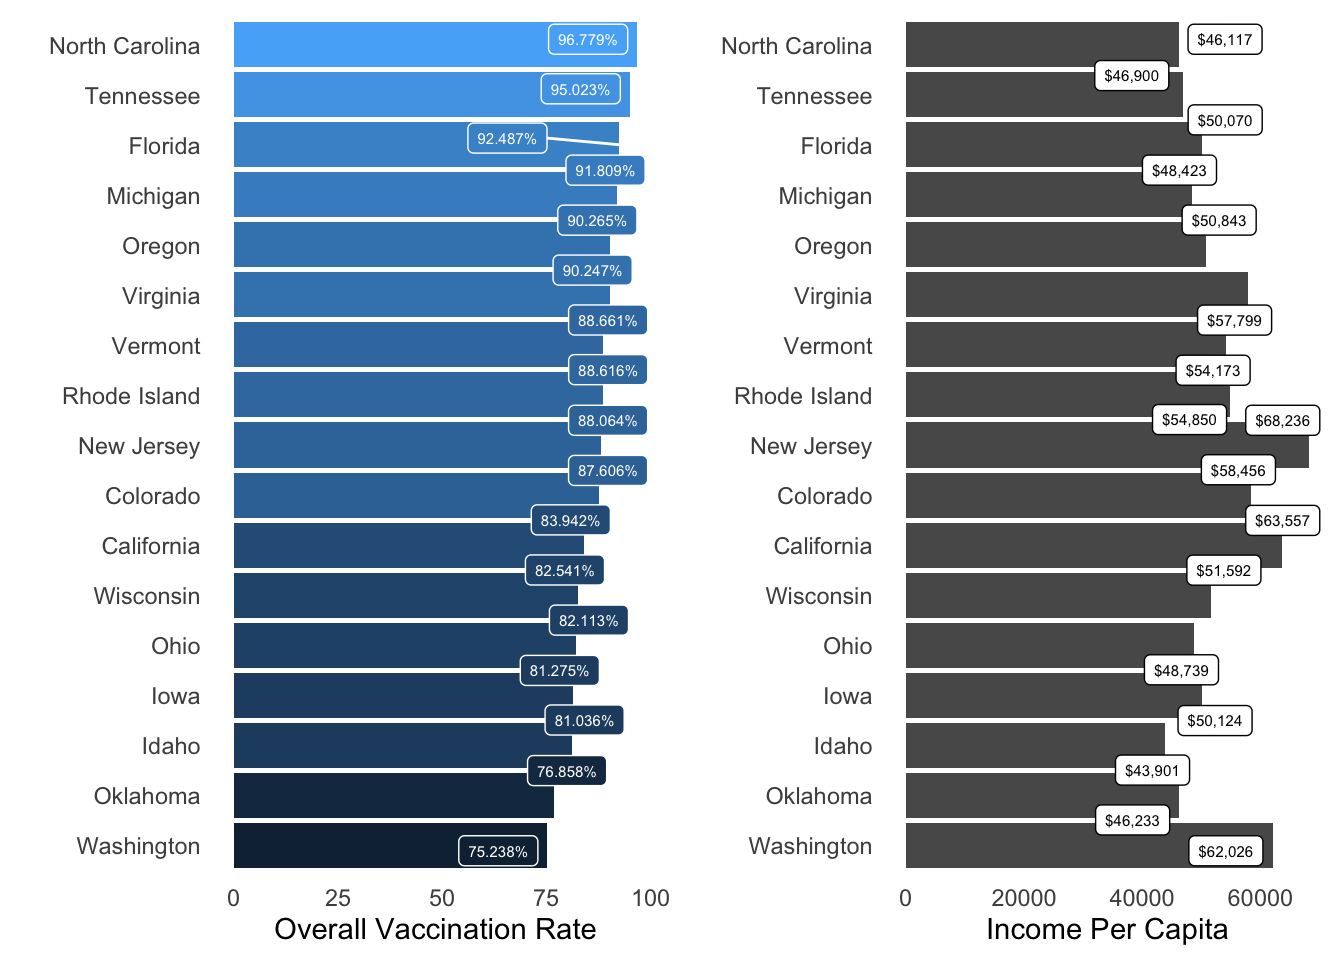 North Carolina
Tennessee
Florida
Michigan
Oregon
Virginia
Vermont
Rhode Island
New Jersey
Colorado
California
Wisconsin
Ohio
Iowa
Idaho
Oklahoma
Washington
96.779%
95.023%
92.487%
91.809%
90.265%
90.247%
88.661%
88.616%
88.064%
87.606%
83.942%
82.541%
82.113%
81.275%
81.036%
76.858%
75.238%
0 25 50 75 100
Overall Vaccination Rate
North Carolina
Tennessee
Florida
Michigan
Oregon
Virginia
Vermont
Rhode Island
New Jersey
Colorado
California
Wisconsin
Ohio
Iowa
Idaho
Oklahoma
Washington
$46,117
$46,900
$50,070
$48,423
$50,843
$57,799
$54,173
$54,850
$68,236
$58,456
$63,557
$51,592
$48,739
$50,124
$43,901
$46,233
$62,026
0 20000 40000 60000
Income Per Capita